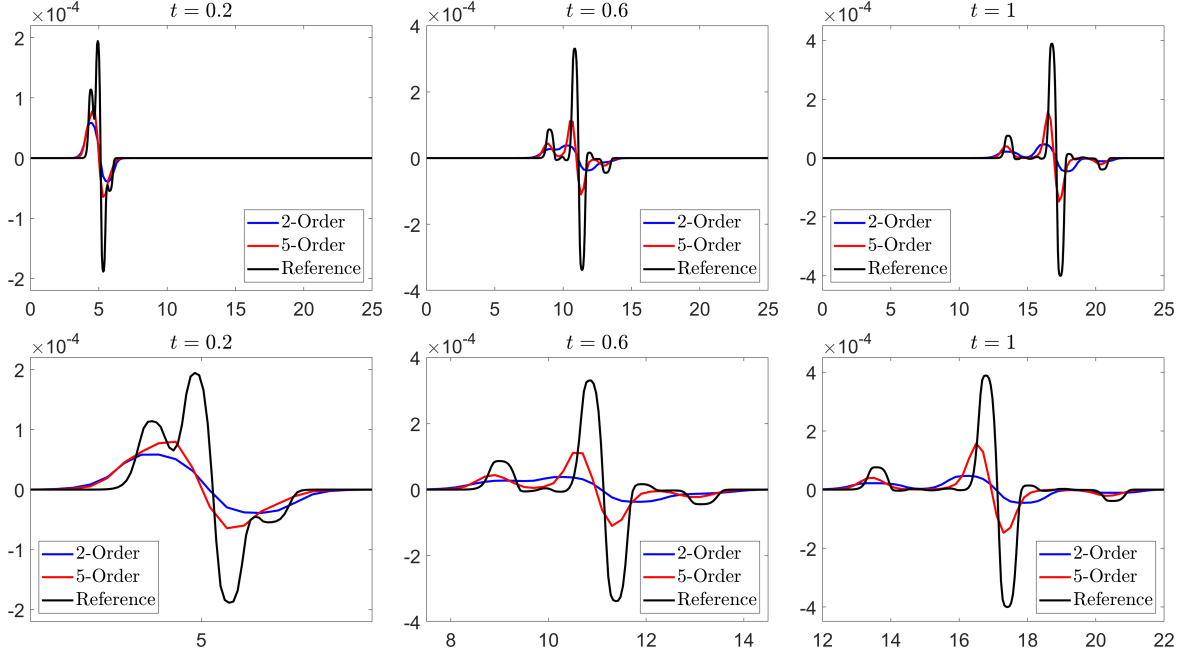 ×10⁻⁴
t = 0.2
2
1
0
-1
-2
0 5 10 15 20 25
2-Order
5-Order
Reference
×10⁻⁴
t = 0.6
4
2
0
-2
-4
0 5 10 15 20 25
2-Order
5-Order
Reference
×10⁻⁴
t = 1
4
2
0
-2
-4
0 5 10 15 20 25
2-Order
5-Order
Reference
×10⁻⁴
t = 0.2
2
1
0
-1
-2
5
2-Order
5-Order
Reference
×10⁻⁴
t = 0.6
4
2
0
-2
-4
8 10 12 14
2-Order
5-Order
Reference
×10⁻⁴
t = 1
4
2
0
-2
-4
12 14 16 18 20 22
2-Order
5-Order
Reference